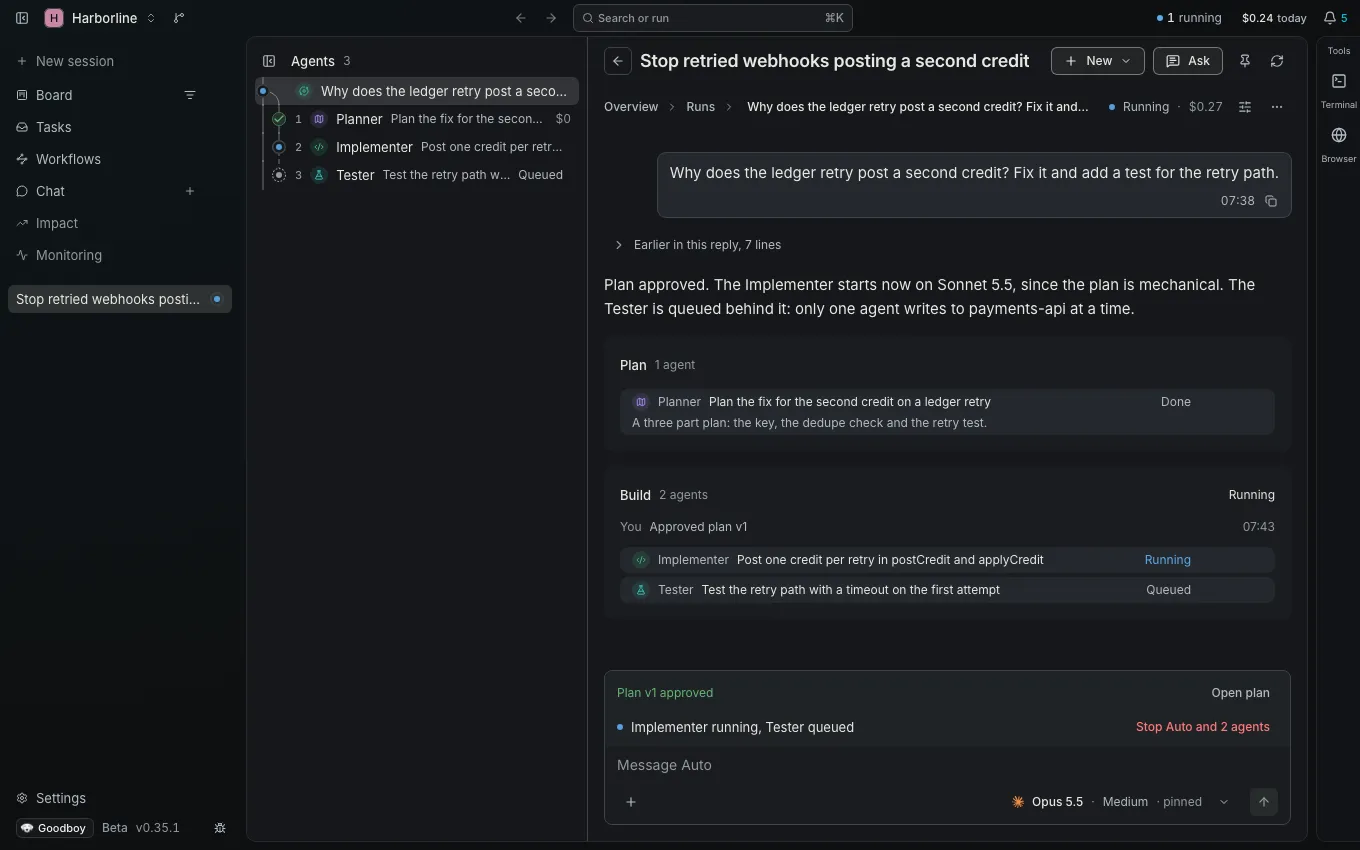 H Harborline
Search or run ⌘K
1 running $0.24 today 5
New session
Board
Tasks
Workflows
Chat
Impact
Monitoring
Stop retried webhooks posti...
Settings
Goodboy Beta v0.35.1
Agents 3
Why does the ledger retry post a seco...
1 Planner Plan the fix for the secon... $0
2 Implementer Post one credit per retr...
3 Tester Test the retry path w... Queued
Stop retried webhooks posting a second credit
New
Ask
Overview Runs Why does the ledger retry post a second credit? Fix it and... Running · $0.27
Why does the ledger retry post a second credit? Fix it and add a test for the retry path.
07:38
Earlier in this reply, 7 lines
Plan approved. The Implementer starts now on Sonnet 5.5, since the plan is mechanical. The
Tester is queued behind it: only one agent writes to payments-api at a time.
Plan 1 agent
Planner Plan the fix for the second credit on a ledger retry Done
A three part plan: the key, the dedupe check and the retry test.
Build 2 agents Running
You Approved plan v1 07:43
Implementer Post one credit per retry in postCredit and applyCredit Running
Tester Test the retry path with a timeout on the first attempt Queued
Plan v1 approved Open plan
Implementer running, Tester queued Stop Auto and 2 agents
Message Auto
Opus 5.5 · Medium · pinned
Tools
Terminal
Browser